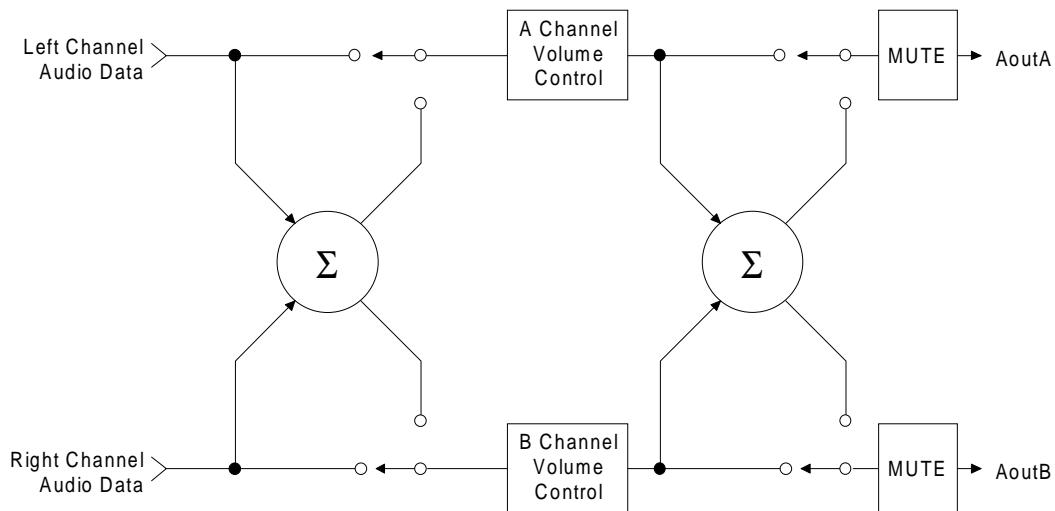 Left Channel
Audio Data
A Channel
Volume
Control
MUTE
AoutA
Σ
Σ
Right Channel
Audio Data
B Channel
Volume
Control
MUTE
AoutB